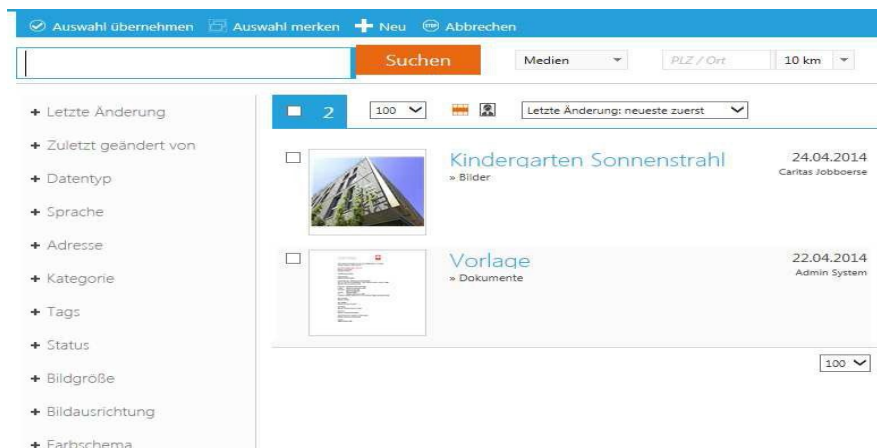 Auswahl übernehmen Auswahl merken Neu Abbrechen
Suchen Medien PLZ / Ort 10 km
+ Letzte Änderung
+ Zuletzt geändert von
+ Datentyp
+ Sprache
+ Adresse
+ Kategorie
+ Tags
+ Status
+ Bildgröße
+ Bildausrichtung
+ Farbschema
2 100 Letzte Änderung: neueste zuerst
Kindergarten Sonnenstrahl 24.04.2014
» Bilder Caritas Jobboerse
Vorlage 22.04.2014
» Dokumente Admin System
100